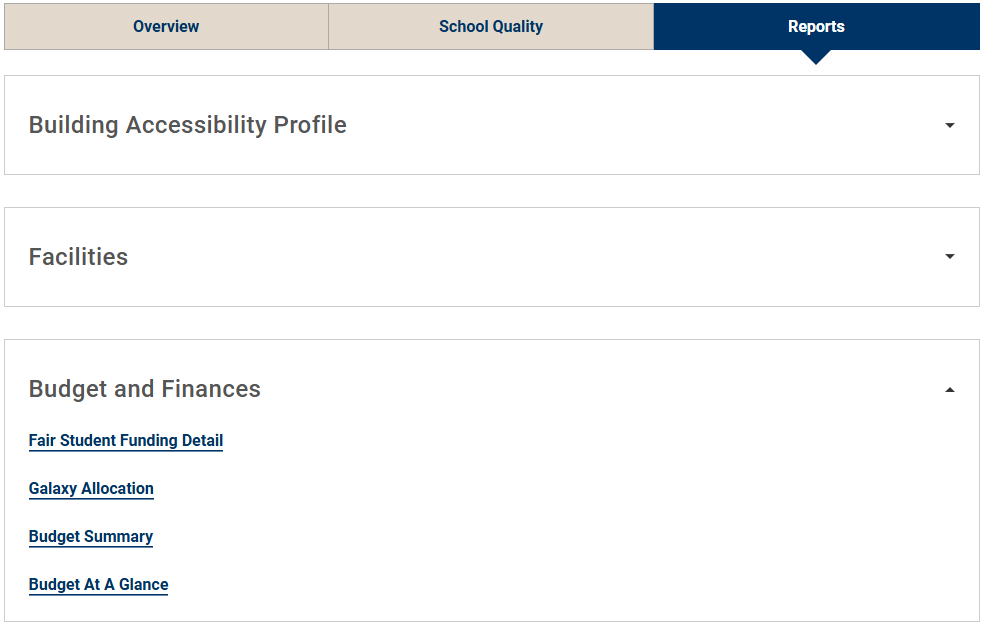 Overview
School Quality
Reports
Building Accessibility Profile
Facilities
Budget and Finances
Fair Student Funding Detail
Galaxy Allocation
Budget Summary
Budget At A Glance